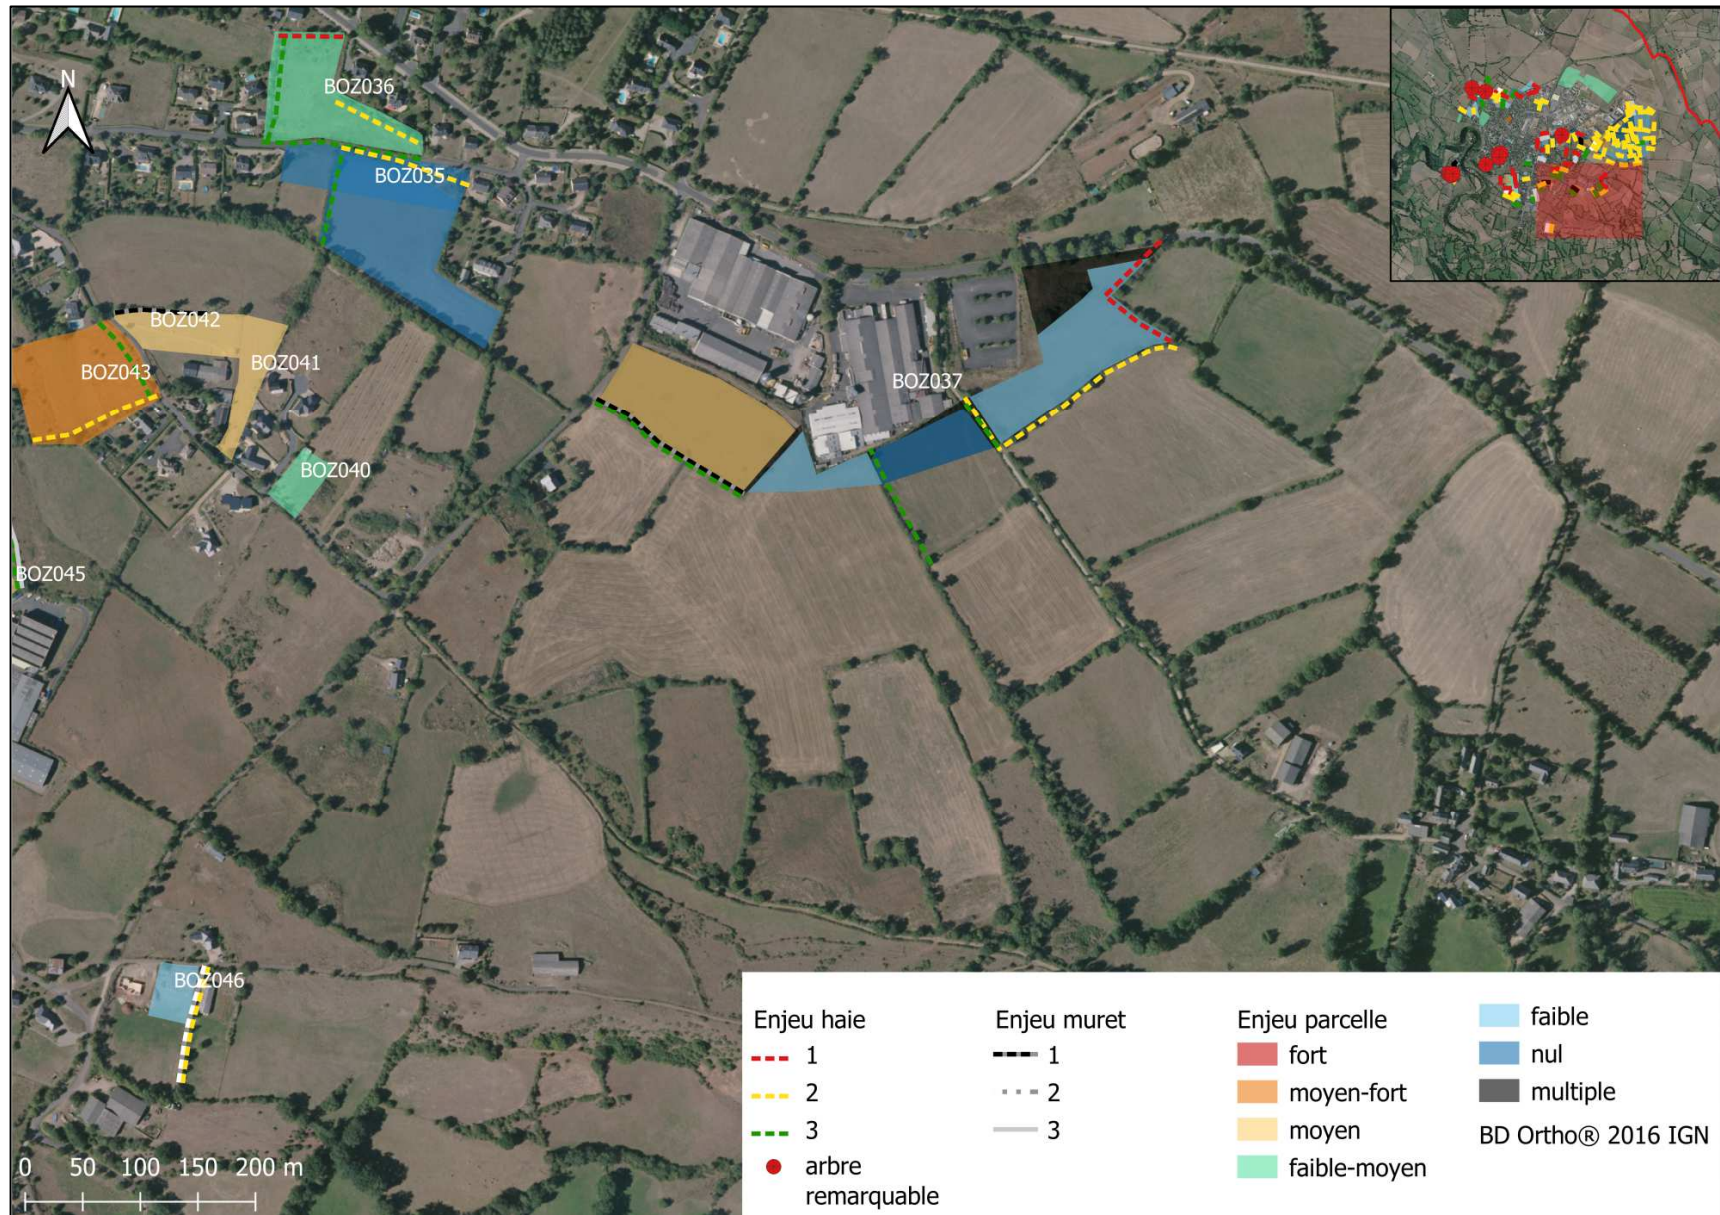 N
BOZ036
BOZ035
BOZ042
BOZ041
BOZ043
BOZ037
BOZ040
BOZ045
BOZ046
0 50 100 150 200 m
Enjeu haie
1
2
3
arbre
remarquable
Enjeu muret
1
2
3
Enjeu parcelle
fort
moyen-fort
moyen
faible-moyen
faible
nul
multiple
BD Ortho® 2016 IGN